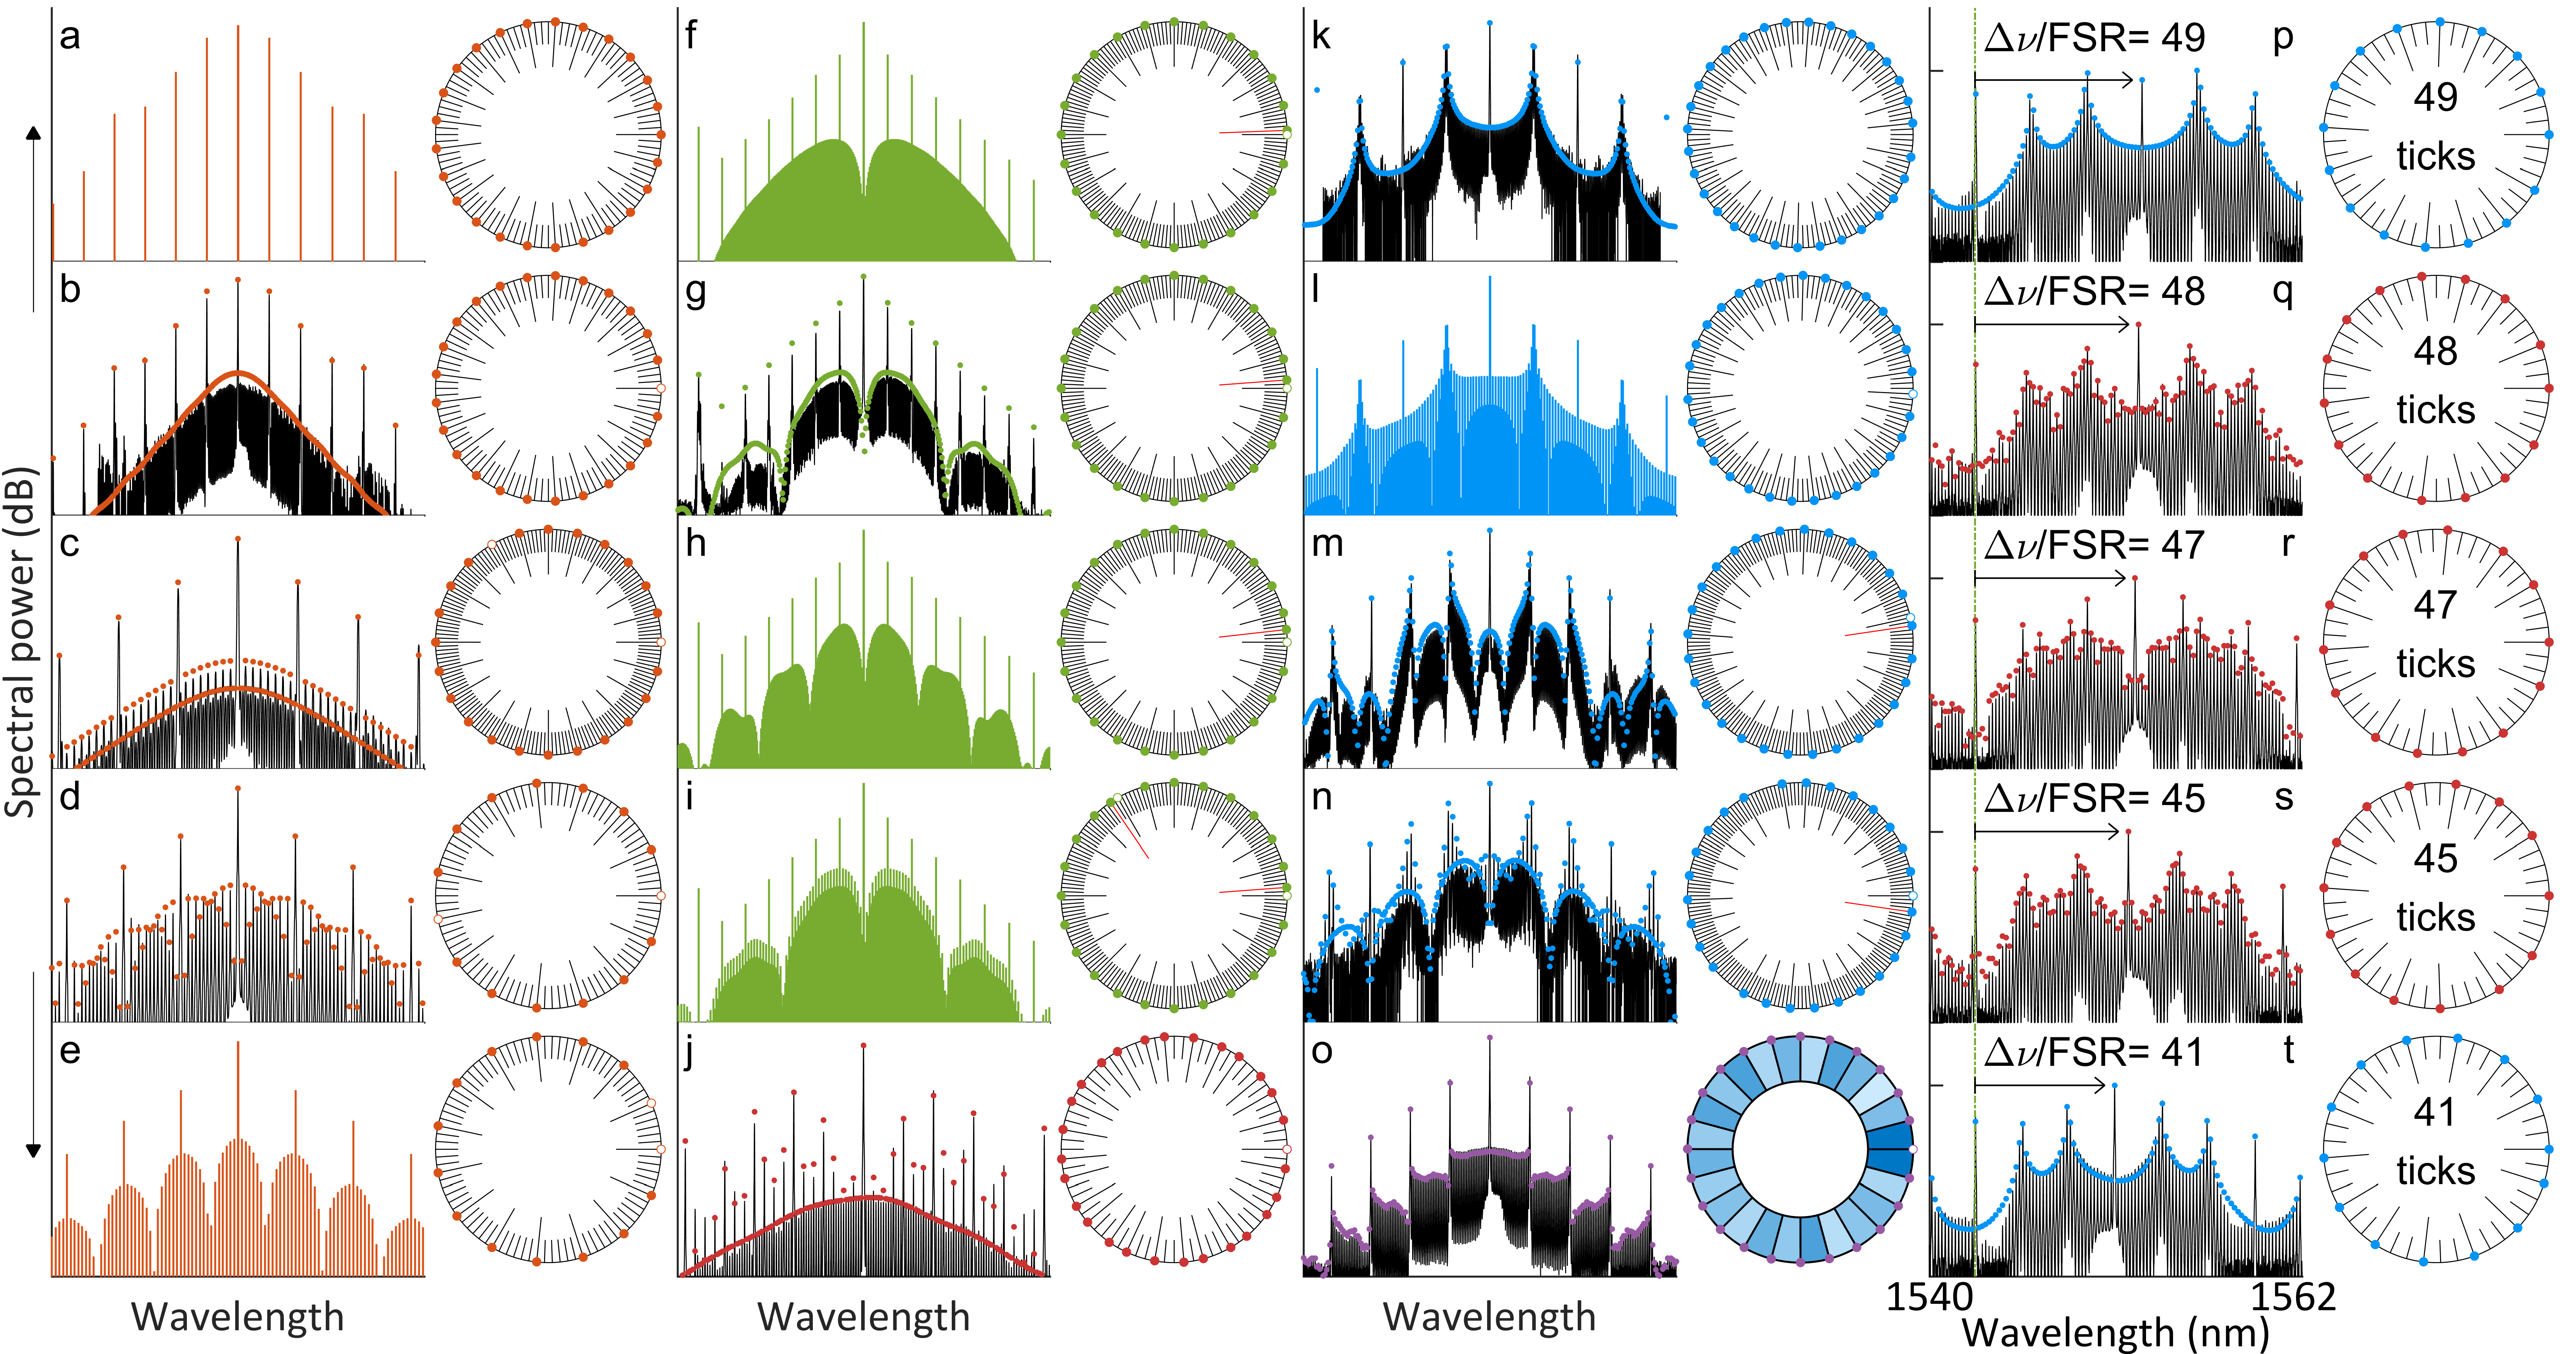 a
b
c
d
e
f
g
h
i
j
k
l
m
n
o
Δν/FSR= 49
p
49
ticks
Δν/FSR= 48
q
48
ticks
Δν/FSR= 47
r
47
ticks
Δν/FSR= 45
s
45
ticks
Δν/FSR= 41
t
41
ticks
Spectral power (dB)
Wavelength
Wavelength
Wavelength
1540
1562
Wavelength (nm)